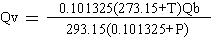 Qv = 0.101325(273.15+T)Qb
293.15(0.101325+P)